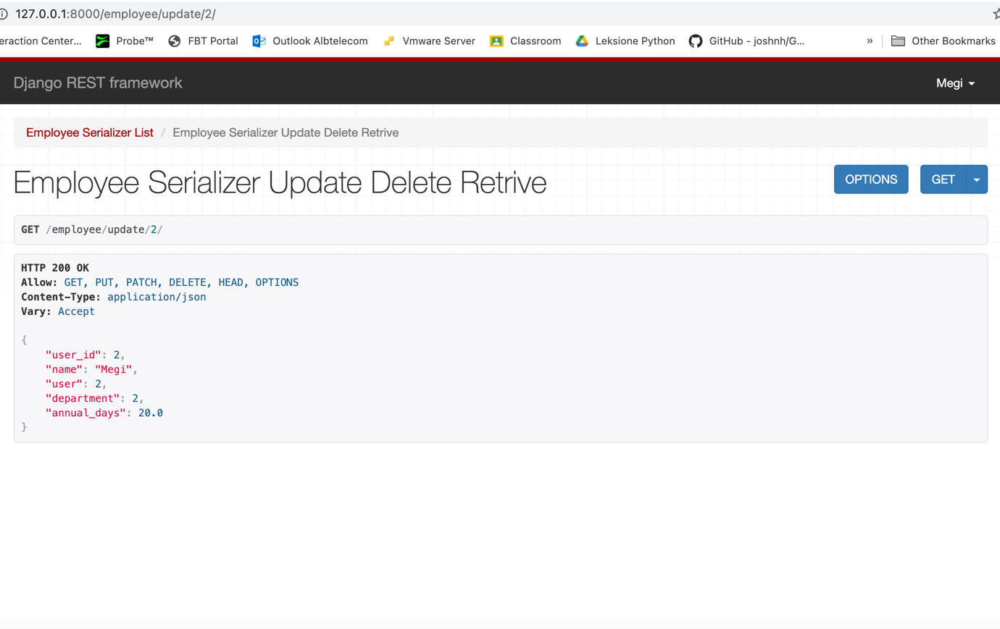 127.0.0.1:8000/employee/update/2/
eraction Center... Probe™ FBT Portal Outlook Albtelecom Vmware Server Classroom Leksione Python GitHub - joshnh/G... » Other Bookmarks
Django REST framework Megi
Employee Serializer List / Employee Serializer Update Delete Retrive
Employee Serializer Update Delete Retrive OPTIONS GET
GET /employee/update/2/
HTTP 200 OK
Allow: GET, PUT, PATCH, DELETE, HEAD, OPTIONS
Content-Type: application/json
Vary: Accept
{
    "user_id": 2,
    "name": "Megi",
    "user": 2,
    "department": 2,
    "annual_days": 20.0
}